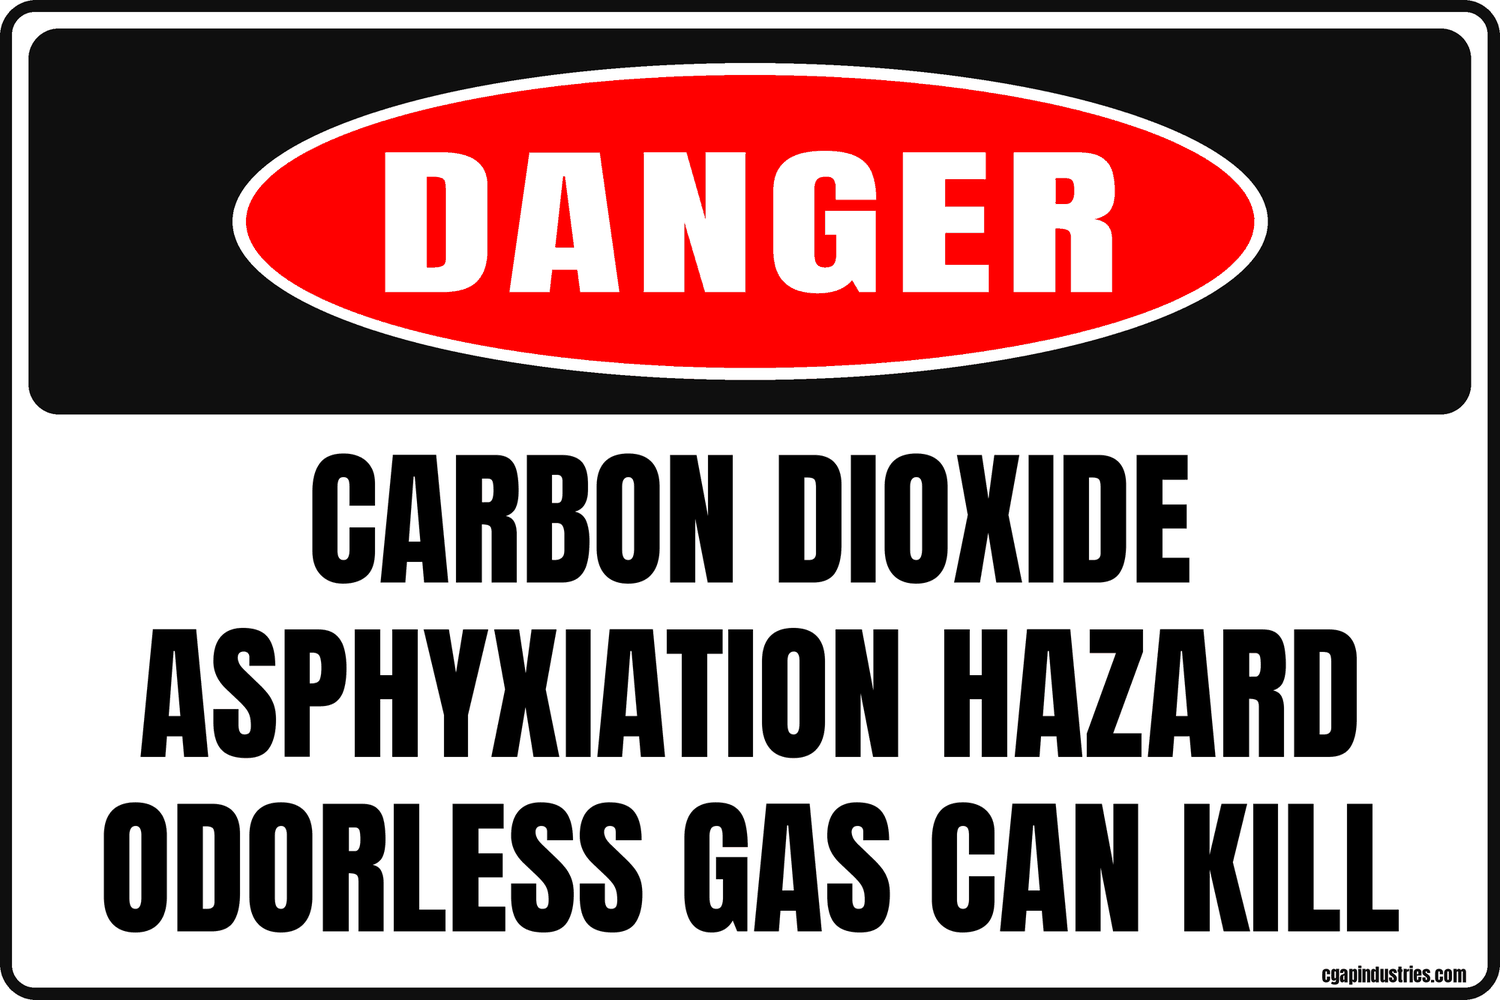 DANGER
CARBON DIOXIDE
ASPHYXIATION HAZARD
ODORLESS GAS CAN KILL
cgapindustries.com